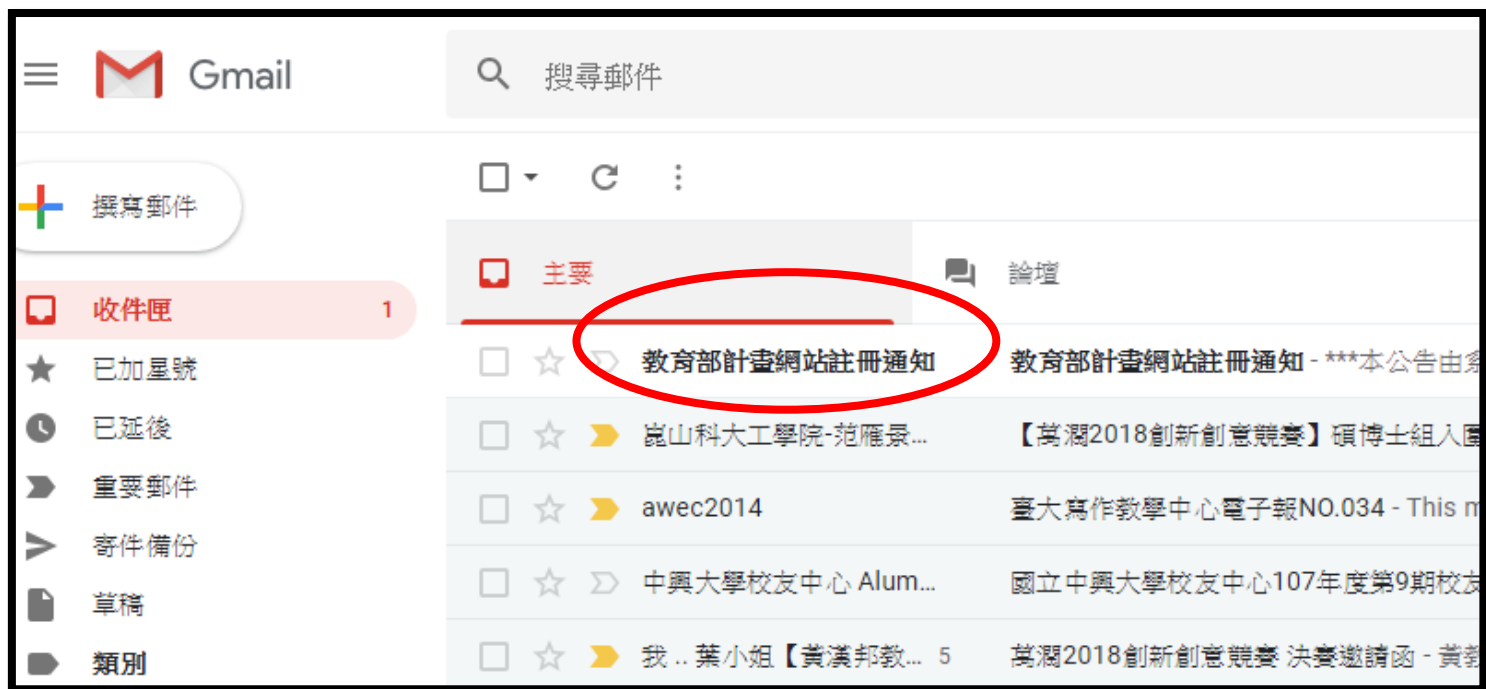 Gmail
搜尋郵件
撰寫郵件
主要
論壇
收件匣 1
已加星號
已延後
重要郵件
寄件備份
草稿
類別
教育部計畫網站註冊通知 教育部計畫網站註冊通知 - ***本公告由系
崑山科大工學院-范雁景... 【萬潤2018創新創意競賽】碩博士組入圍
awec2014 臺大寫作教學中心電子報NO.034 - This m
中興大學校友中心 Alum... 國立中興大學校友中心107年度第9期校友
我 .. 葉小姐【黃漢邦教... 5 萬潤2018創新創意競賽 決賽邀請函 - 黃教